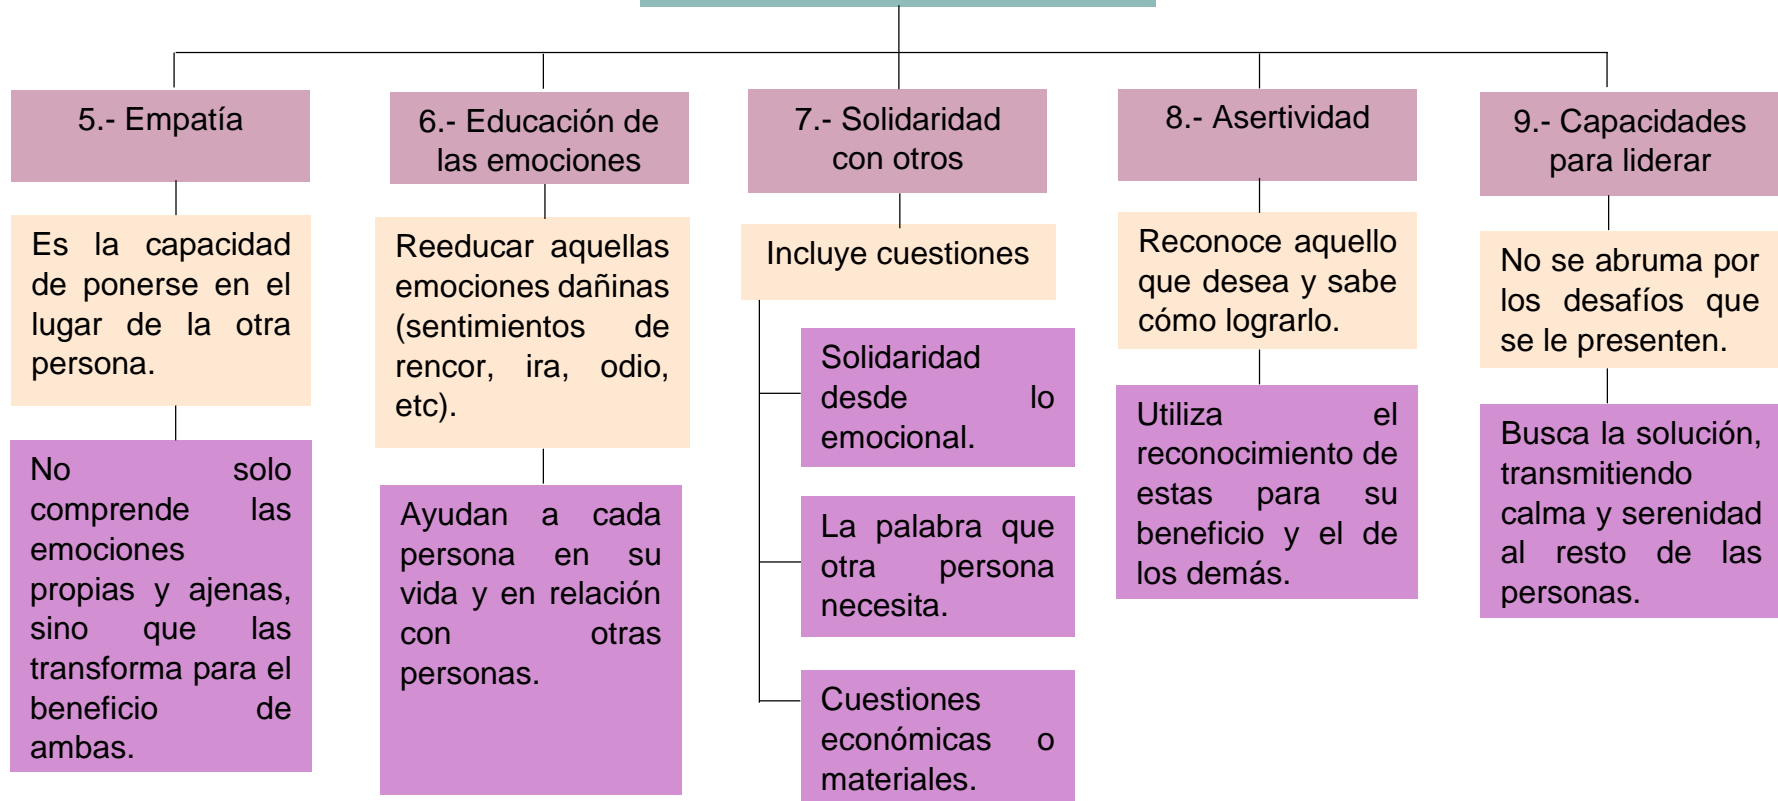 5.- Empatía
Es la capacidad
de ponerse en el
lugar de la otra
persona.
No solo
comprende las
emociones
propias y ajenas,
sino que las
transforma para el
beneficio de
ambas.
6.- Educación de
las emociones
Reeducar aquellas
emociones dañinas
(sentimientos de
rencor, ira, odio,
etc).
Ayudan a cada
persona en su
vida y en relación
con otras
personas.
7.- Solidaridad
con otros
Incluye cuestiones
Solidaridad
desde lo
emocional.
La palabra que
otra persona
necesita.
Cuestiones
económicas o
materiales.
8.- Asertividad
Reconoce aquello
que desea y sabe
cómo lograrlo.
Utiliza el
reconocimiento de
estas para su
beneficio y el de
los demás.
9.- Capacidades
para liderar
No se abruma por
los desafíos que
se le presenten.
Busca la solución,
transmitiendo
calma y serenidad
al resto de las
personas.